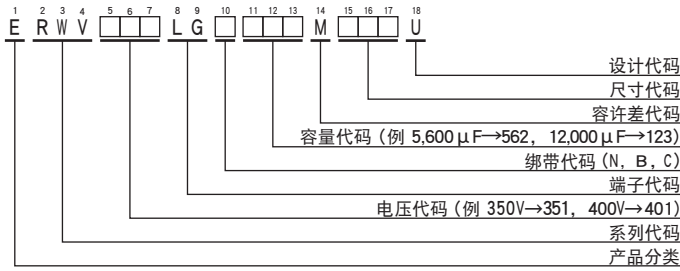 1 2 3 4 5 6 7 8 9 10 11 12 13 14 15 16 17 18
E R W V □□□ L G □ □□□ M □□□ U
设计代码
尺寸代码
容许差代码
容量代码 (例 5,600μF→562, 12,000μF→123)
绑带代码 (N, B, C)
端子代码
电压代码 (例 350V→351, 400V→401)
系列代码
产品分类